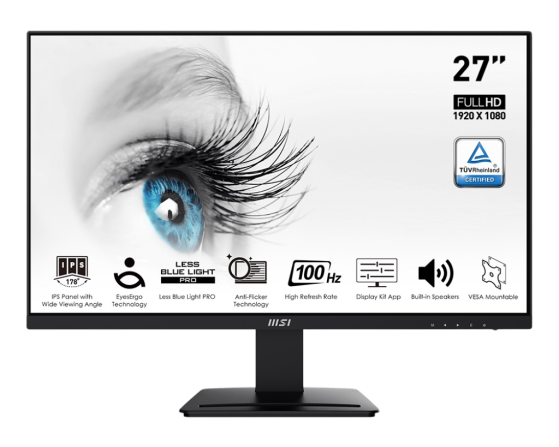 27”
FULL HD
1920 X 1080
TÜVRheinland
CERTIFIED
IPS
178°
IPS Panel with
Wide Viewing Angle
EyesErgo
Technology
LESS
BLUE LIGHT
PRO
Less Blue Light PRO
Anti-Flicker
Technology
100 Hz
High Refresh Rate
Display Kit App
Built-in Speakers
VESA Mountable
msi